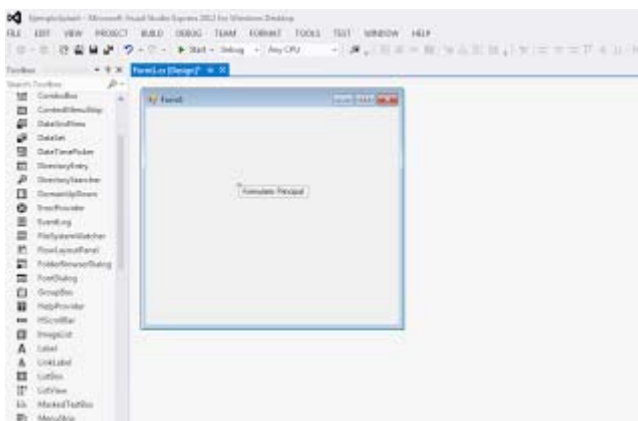 EjemploSplash - Microsoft Visual Studio Express 2012 for Windows Desktop
FILE EDIT VIEW PROJECT BUILD DEBUG TEAM FORMAT TOOLS TEST WINDOW HELP
Start Debug Any CPU
Toolbox
Form1.cs [Design]*
Search Toolbox
ComboBox
Form1
ContextMenuStrip
DataGridView
DataSet
DateTimePicker
DirectoryEntry
DirectorySearcher
DomainUpDown
Formulario Principal
ErrorProvider
EventLog
FileSystemWatcher
FlowLayoutPanel
FolderBrowserDialog
FontDialog
GroupBox
HelpProvider
HScrollBar
ImageList
Label
LinkLabel
ListBox
ListView
MaskedTextBox
MenuStrip